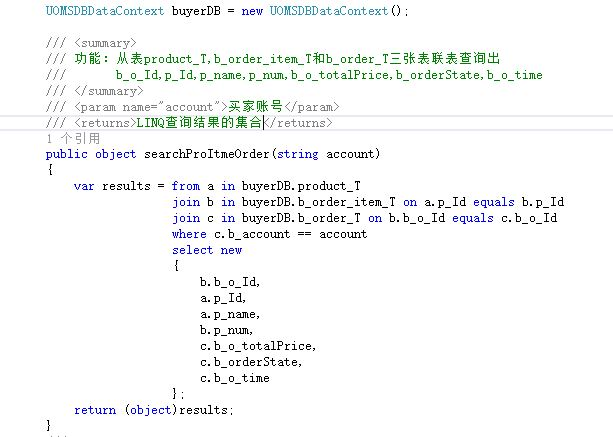 UOMSDBDataContext buyerDB = new UOMSDBDataContext();
/// <summary>
/// 功能：从表product_T,b_order_item_T和b_order_T三张表联表查询出
///       b_o_Id,p_Id,p_name,p_num,b_o_totalPrice,b_orderState,b_o_time
/// </summary>
/// <param name="account">买家账号</param>
/// <returns>LINQ查询结果的集合</returns>
1 个引用
public object searchProItmeOrder(string account)
{
var results = from a in buyerDB.product_T
join b in buyerDB.b_order_item_T on a.p_Id equals b.p_Id
join c in buyerDB.b_order_T on b.b_o_Id equals c.b_o_Id
where c.b_account == account
select new
{
b.b_o_Id,
a.p_Id,
a.p_name,
b.p_num,
c.b_o_totalPrice,
c.b_orderState,
c.b_o_time
};
return (object)results;
}